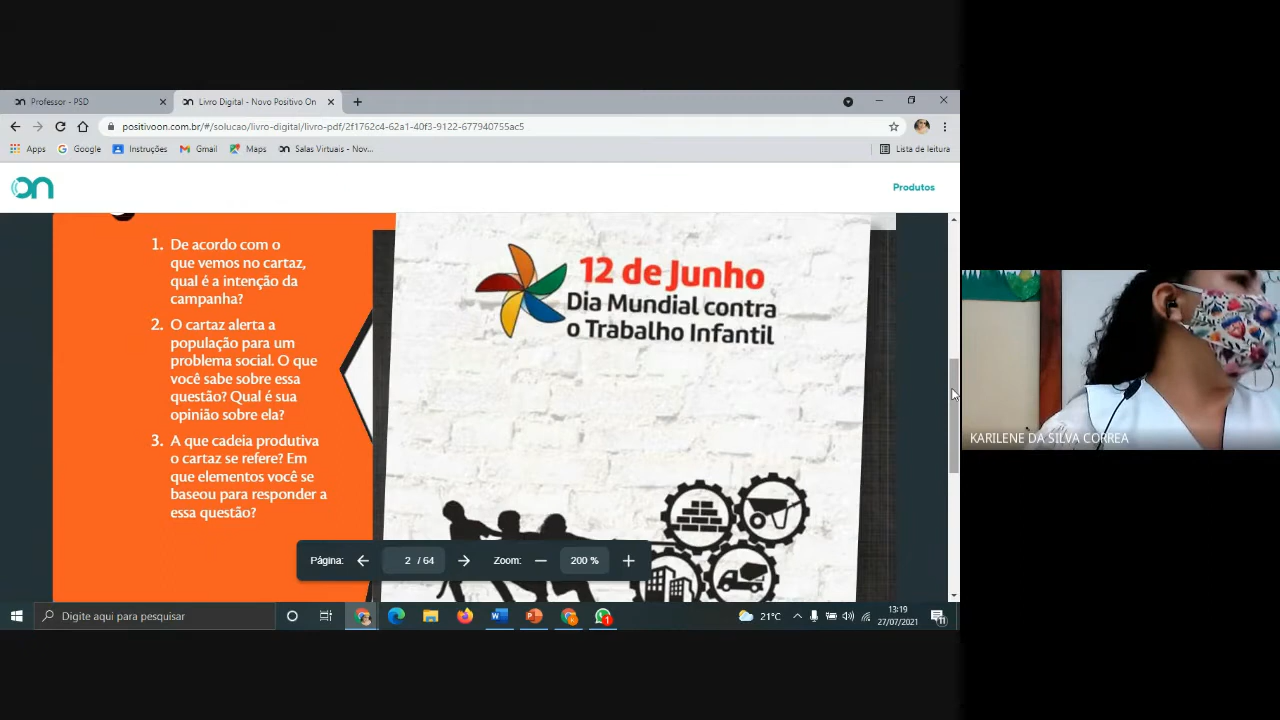 Professor - PSD
Livro Digital - Novo Positivo On
positivoon.com.br/#/solucao/livro-digital/livro-pdf/2f1762c4-62a1-40f3-9122-677940755ac5
Apps
Google
Instruções
Gmail
Maps
Salas Virtuais - Nov...
Lista de leitura
on
Produtos
1. De acordo com o
que vemos no cartaz,
qual é a intenção da
campanha?
2. O cartaz alerta a
população para um
problema social. O que
você sabe sobre essa
questão? Qual é sua
opinião sobre ela?
3. A que cadeia produtiva
o cartaz se refere? Em
que elementos você se
baseou para responder a
essa questão?
12 de Junho
Dia Mundial contra
o Trabalho Infantil
Página:
2 / 64
Zoom:
200 %
KARILENE DA SILVA CORREA
Digite aqui para pesquisar
1
21°C
13:19
27/07/2021
11